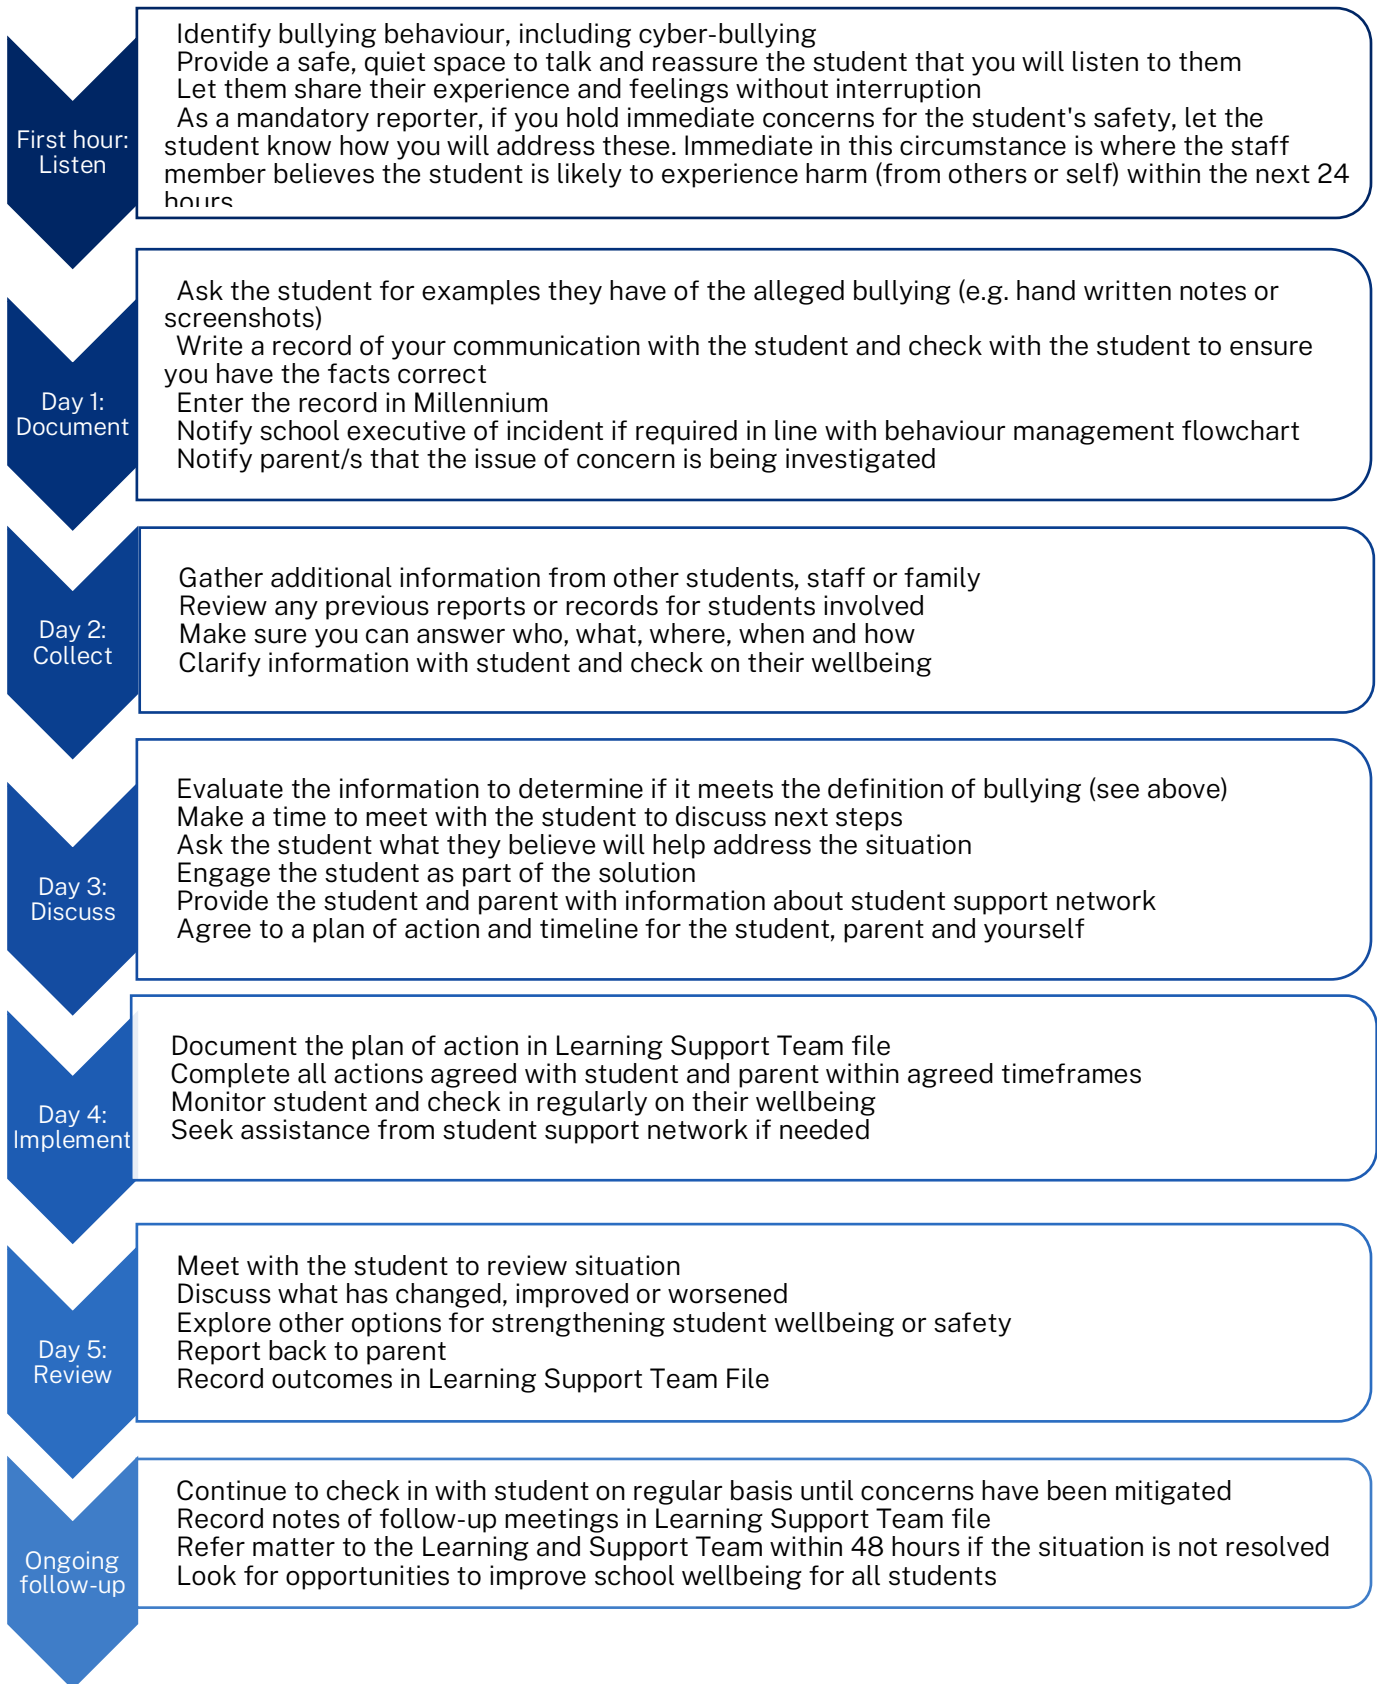 First hour:
Listen
Identify bullying behaviour, including cyber-bullying
Provide a safe, quiet space to talk and reassure the student that you will listen to them
Let them share their experience and feelings without interruption
As a mandatory reporter, if you hold immediate concerns for the student's safety, let the
student know how you will address these. Immediate in this circumstance is where the staff
member believes the student is likely to experience harm (from others or self) within the next 24
hours
Day 1:
Document
Ask the student for examples they have of the alleged bullying (e.g. hand written notes or
screenshots)
Write a record of your communication with the student and check with the student to ensure
you have the facts correct
Enter the record in Millennium
Notify school executive of incident if required in line with behaviour management flowchart
Notify parent/s that the issue of concern is being investigated
Day 2:
Collect
Gather additional information from other students, staff or family
Review any previous reports or records for students involved
Make sure you can answer who, what, where, when and how
Clarify information with student and check on their wellbeing
Day 3:
Discuss
Evaluate the information to determine if it meets the definition of bullying (see above)
Make a time to meet with the student to discuss next steps
Ask the student what they believe will help address the situation
Engage the student as part of the solution
Provide the student and parent with information about student support network
Agree to a plan of action and timeline for the student, parent and yourself
Day 4:
Implement
Document the plan of action in Learning Support Team file
Complete all actions agreed with student and parent within agreed timeframes
Monitor student and check in regularly on their wellbeing
Seek assistance from student support network if needed
Day 5:
Review
Meet with the student to review situation
Discuss what has changed, improved or worsened
Explore other options for strengthening student wellbeing or safety
Report back to parent
Record outcomes in Learning Support Team File
Ongoing
follow-up
Continue to check in with student on regular basis until concerns have been mitigated
Record notes of follow-up meetings in Learning Support Team file
Refer matter to the Learning and Support Team within 48 hours if the situation is not resolved
Look for opportunities to improve school wellbeing for all students